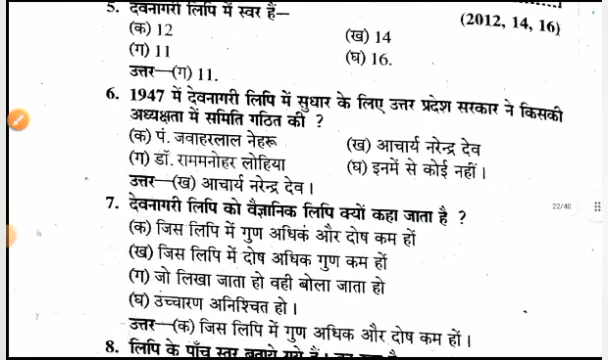 5. देवनागरी लिपि में स्वर हैं—
(2012, 14, 16)
(क) 12 (ख) 14
(ग) 11 (घ) 16.
उत्तर—(ग) 11.
6. 1947 में देवनागरी लिपि में सुधार के लिए उत्तर प्रदेश सरकार ने किसकी
अध्यक्षता में समिति गठित की ?
(क) पं. जवाहरलाल नेहरू (ख) आचार्य नरेन्द्र देव
(ग) डॉ. राममनोहर लोहिया (घ) इनमें से कोई नहीं।
उत्तर—(ख) आचार्य नरेन्द्र देव।
7. देवनागरी लिपि को वैज्ञानिक लिपि क्यों कहा जाता है ?
22/40
(क) जिस लिपि में गुण अधिक और दोष कम हों
(ख) जिस लिपि में दोष अधिक गुण कम हों
(ग) जो लिखा जाता हो वही बोला जाता हो
(घ) उच्चारण अनिश्चित हो।
उत्तर—(क) जिस लिपि में गुण अधिक और दोष कम हों।
8. लिपि के पाँच स्तर बताये गये हैं।